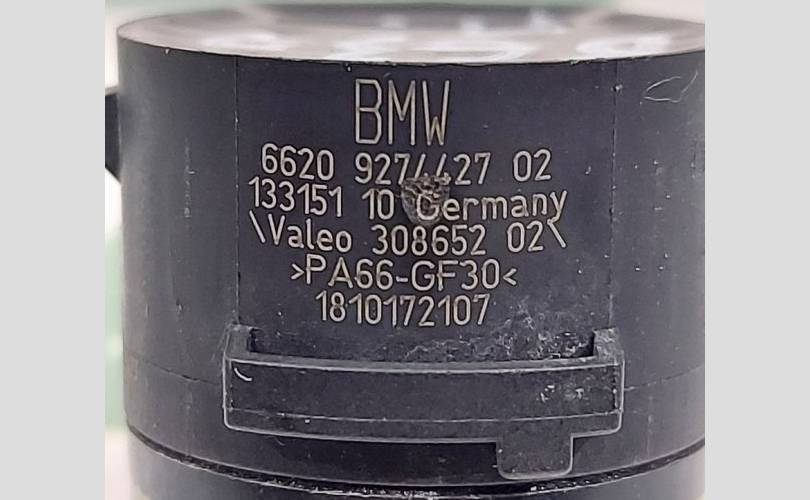 BMW
6620 9274427 02
133151 10 Germany
\Valeo 308652 02\
>PA66-GF30<
1810172107